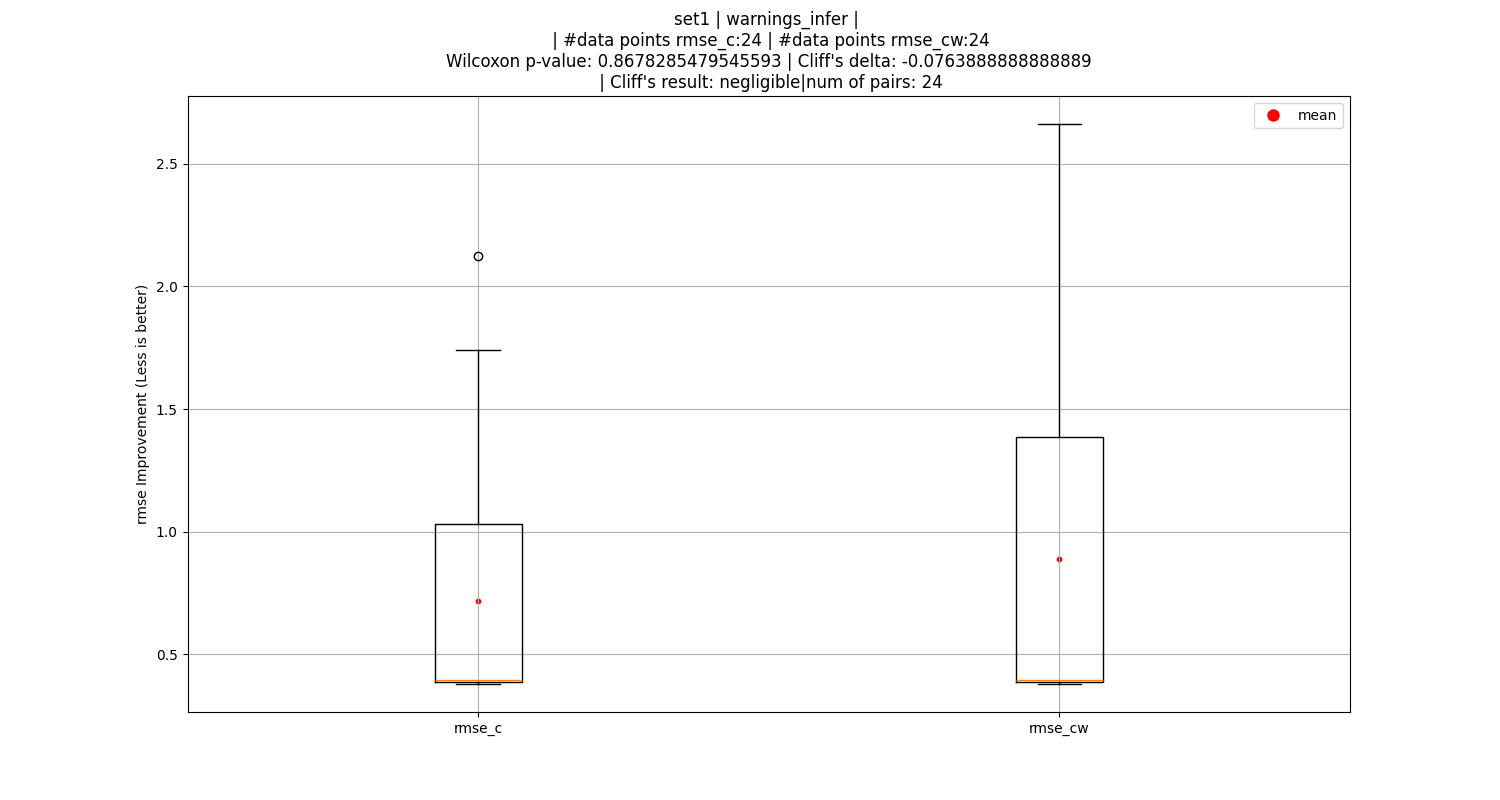 set1 | warnings_infer |
| #data points rmse_c:24 | #data points rmse_cw:24
Wilcoxon p-value: 0.8678285479545593 | Cliff's delta: -0.0763888888888889
| Cliff's result: negligible|num of pairs: 24
mean
2.5
2.0
1.5
1.0
0.5
rmse Improvement (Less is better)
rmse_c
rmse_cw